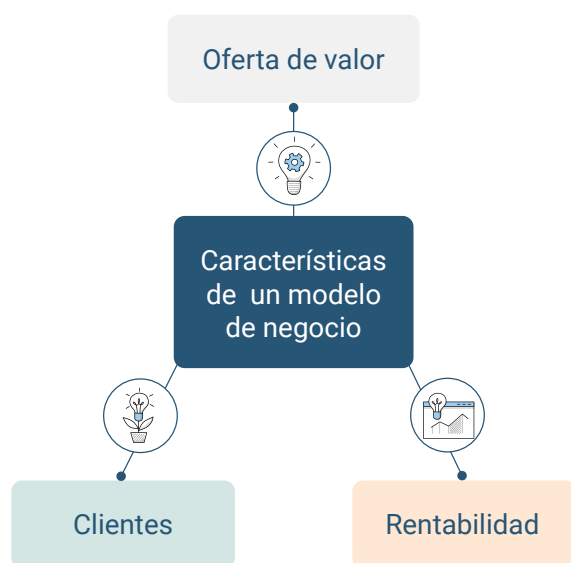 Oferta de valor
Características
de un modelo
de negocio
Clientes
Rentabilidad